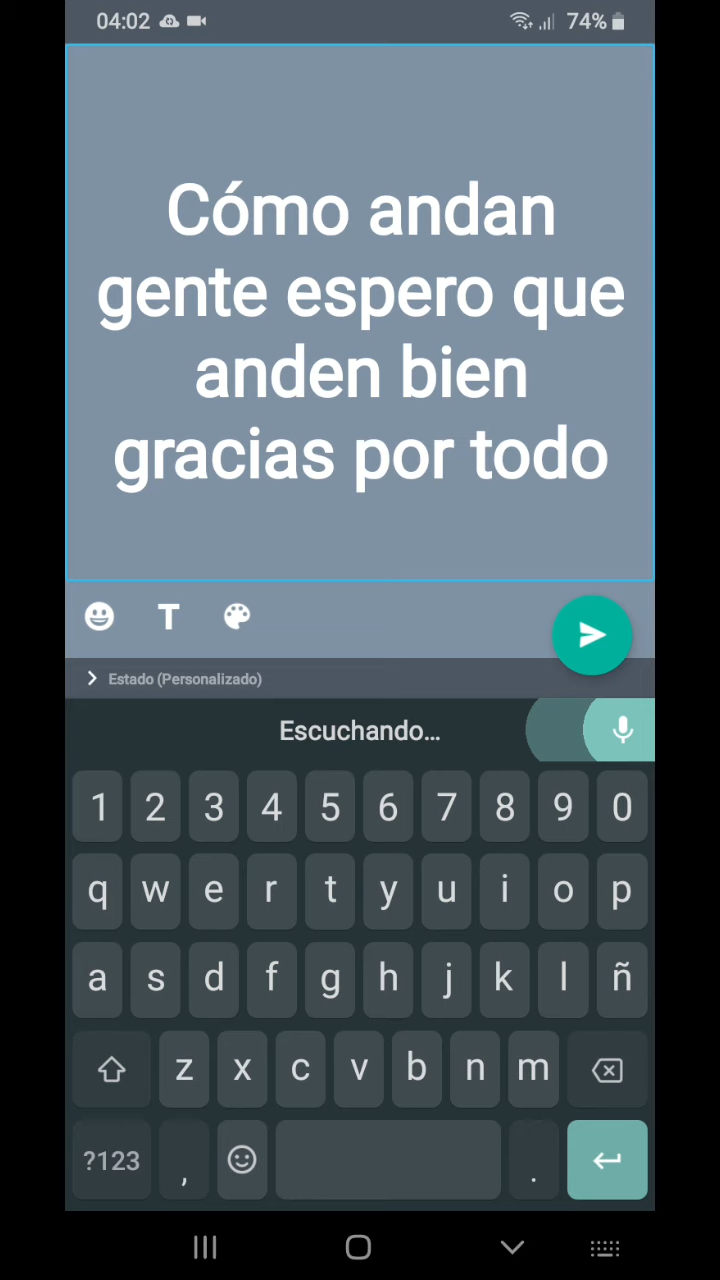 04:02 74%
Cómo andan
gente espero que
anden bien
gracias por todo
T
Estado (Personalizado)
Escuchando...
1 2 3 4 5 6 7 8 9 0
q w e r t y u i o p
a s d f g h j k l ñ
z x c v b n m
?123 , .